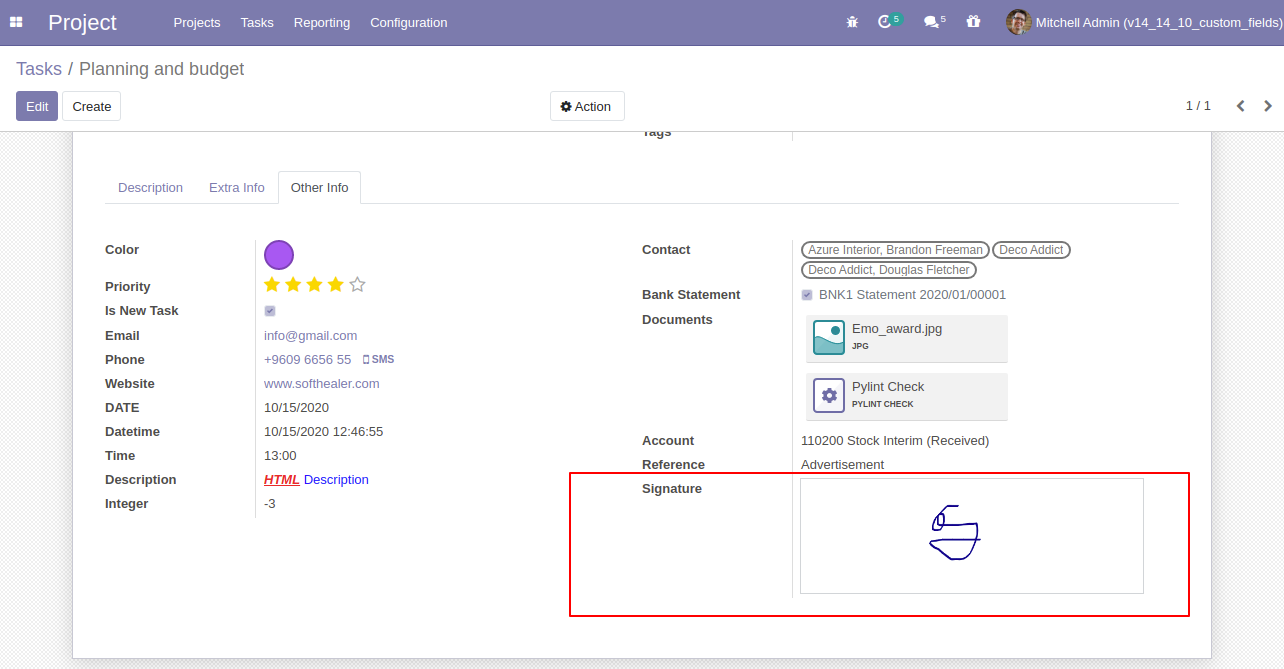 Project Projects Tasks Reporting Configuration 5 5 Mitchell Admin (v14_14_10_custom_fields)
Tasks / Planning and budget
Edit Create Action 1 / 1
Tags
Description Extra Info Other Info
Color
Priority
Is New Task
Email info@gmail.com
Phone +9609 6656 55 SMS
Website www.softhealer.com
DATE 10/15/2020
Datetime 10/15/2020 12:46:55
Time 13:00
Description HTML Description
Integer -3
Contact Azure Interior, Brandon Freeman Deco Addict
Deco Addict, Douglas Fletcher
Bank Statement BNK1 Statement 2020/01/00001
Documents Emo_award.jpg
JPG
Pylint Check
PYLINT CHECK
Account 110200 Stock Interim (Received)
Reference Advertisement
Signature